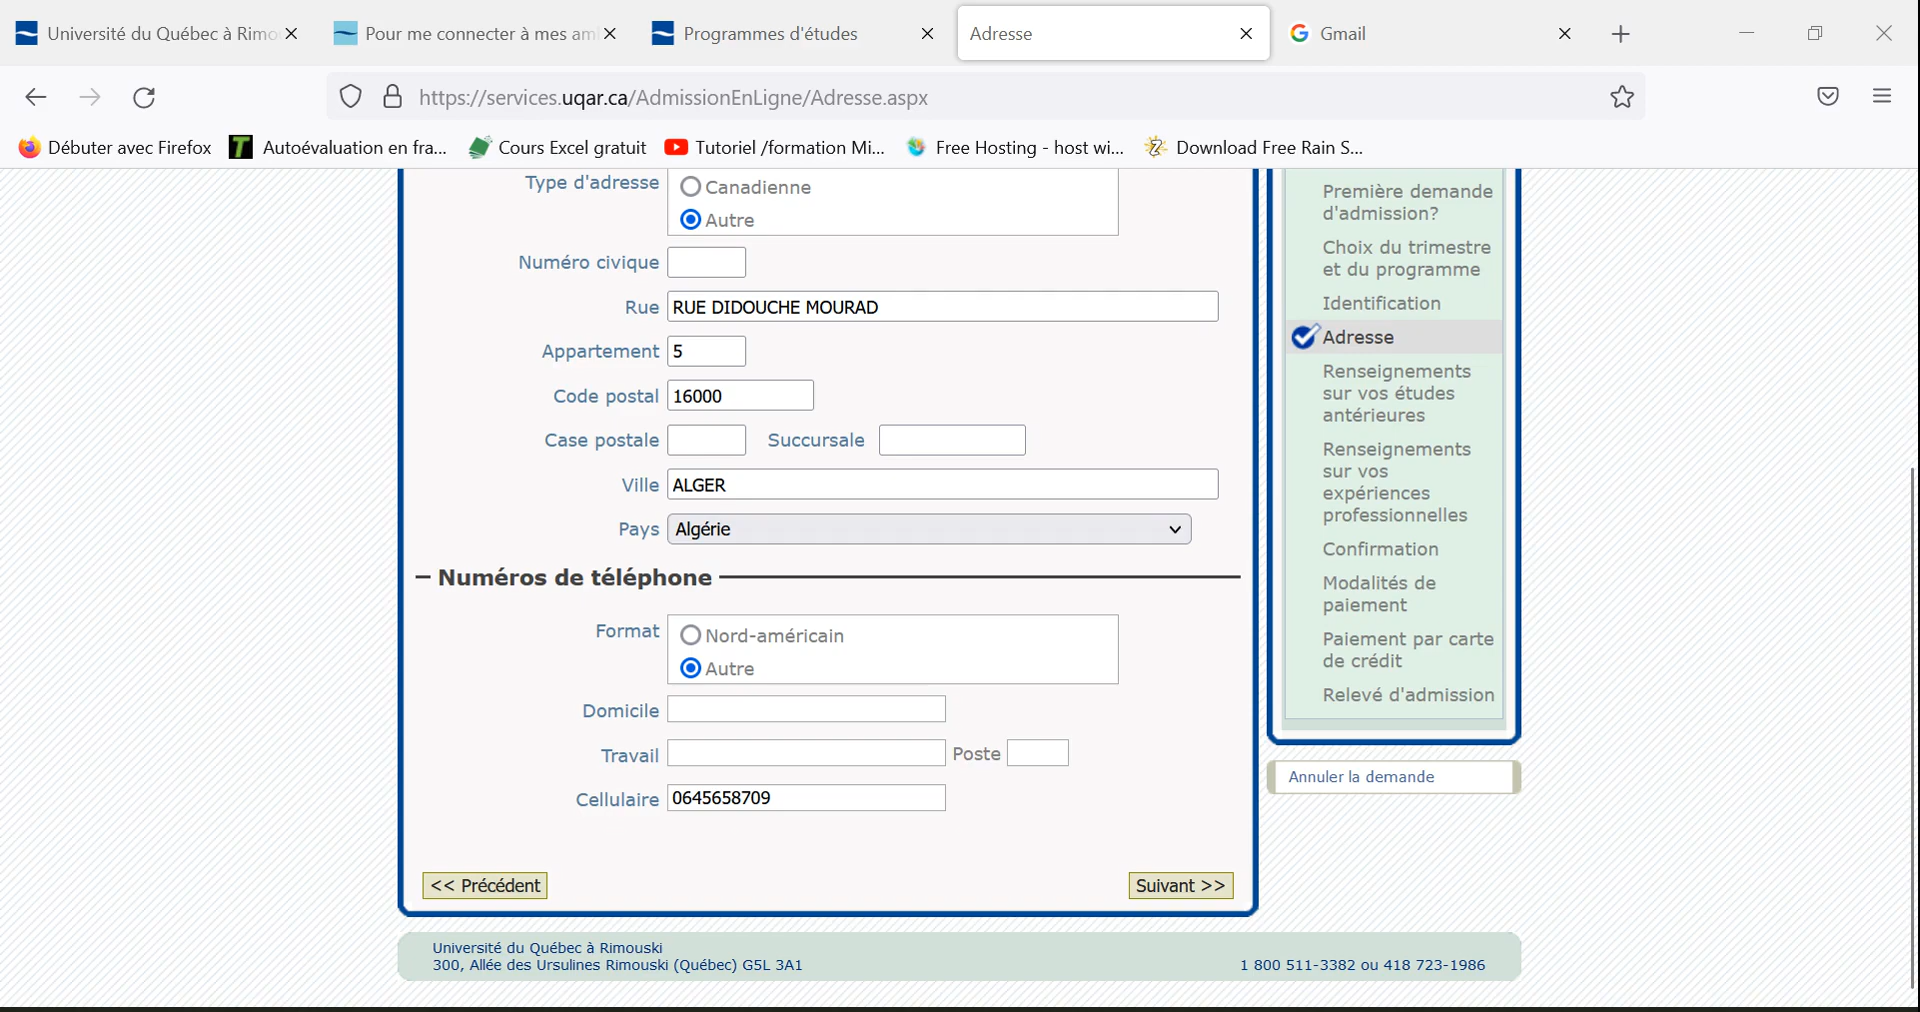 Université du Québec à Rimo
Pour me connecter à mes am
Programmes d'études
Adresse
Gmail
https://services.uqar.ca/AdmissionEnLigne/Adresse.aspx
Débuter avec Firefox
Autoévaluation en fra...
Cours Excel gratuit
Tutoriel /formation Mi...
Free Hosting - host wi...
Download Free Rain S...
Type d'adresse
Canadienne
Autre
Numéro civique
Rue RUE DIDOUCHE MOURAD
Appartement 5
Code postal 16000
Case postale Succursale
Ville ALGER
Pays Algérie
Numéros de téléphone
Format
Nord-américain
Autre
Domicile
Travail Poste
Cellulaire 0645658709
<< Précédent
Suivant >>
Première demande
d'admission?
Choix du trimestre
et du programme
Identification
Adresse
Renseignements
sur vos études
antérieures
Renseignements
sur vos
expériences
professionnelles
Confirmation
Modalités de
paiement
Paiement par carte
de crédit
Relevé d'admission
Annuler la demande
Université du Québec à Rimouski
300, Allée des Ursulines Rimouski (Québec) G5L 3A1
1 800 511-3382 ou 418 723-1986